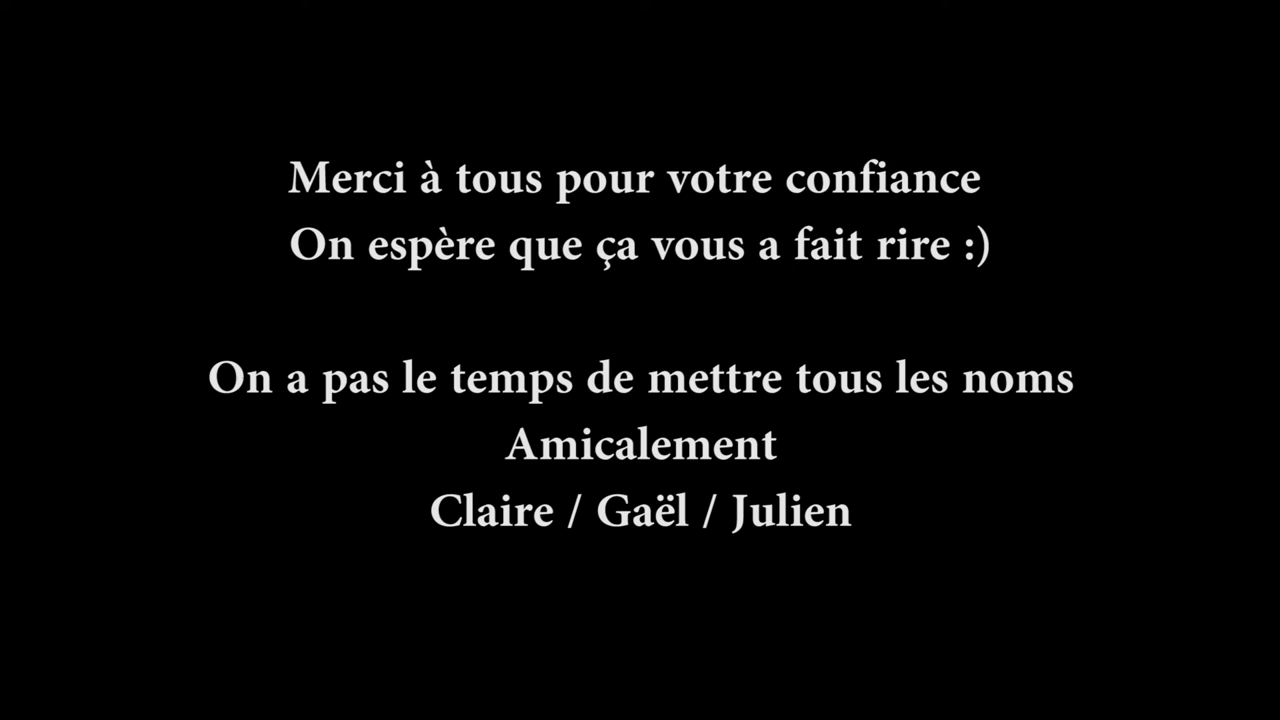 Merci à tous pour votre confiance
On espère que ça vous a fait rire :)
On a pas le temps de mettre tous les noms
Amicalement
Claire / Gaël / Julien